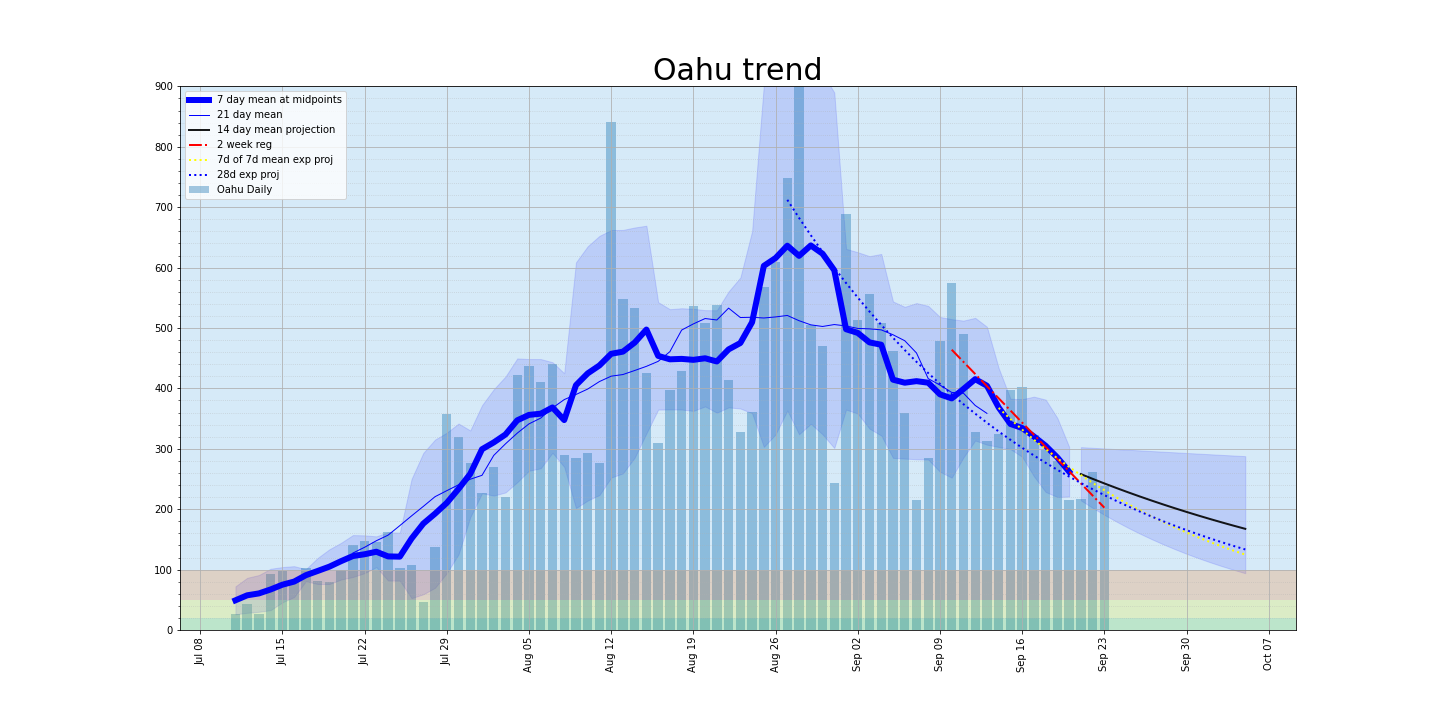 Oahu trend
900
800
700
600
500
400
300
200
100
0
7 day mean at midpoints
21 day mean
14 day mean projection
2 week reg
7d of 7d mean exp proj
28d exp proj
Oahu Daily
Jul 08
Jul 15
Jul 22
Jul 29
Aug 05
Aug 12
Aug 19
Aug 26
Sep 02
Sep 09
Sep 16
Sep 23
Sep 30
Oct 07